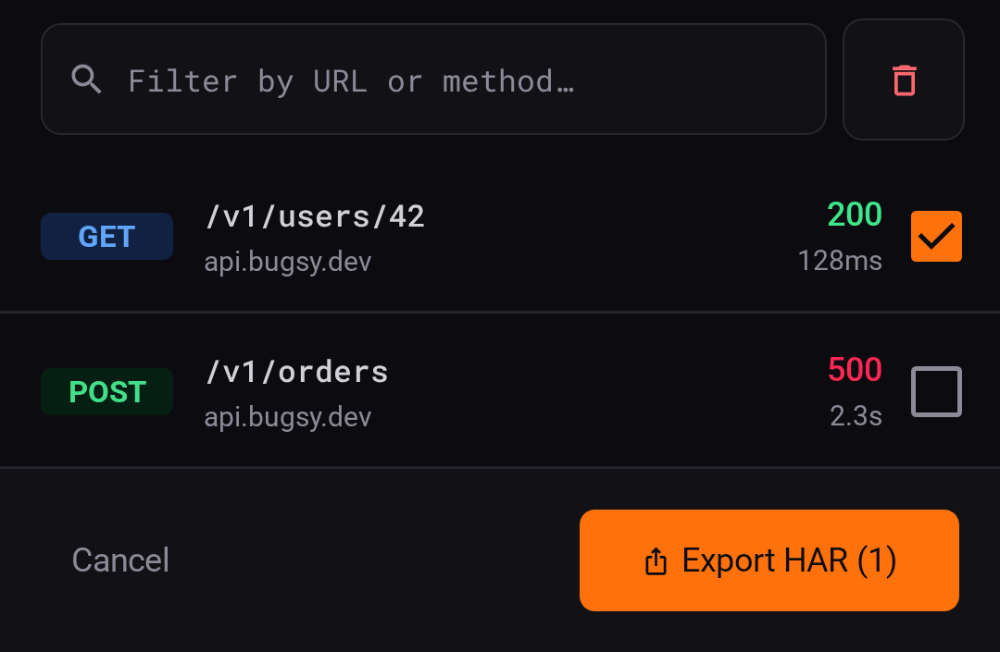 Filter by URL or method…
GET /v1/users/42 200
api.bugsy.dev 128ms
POST /v1/orders 500
api.bugsy.dev 2.3s
Cancel Export HAR (1)